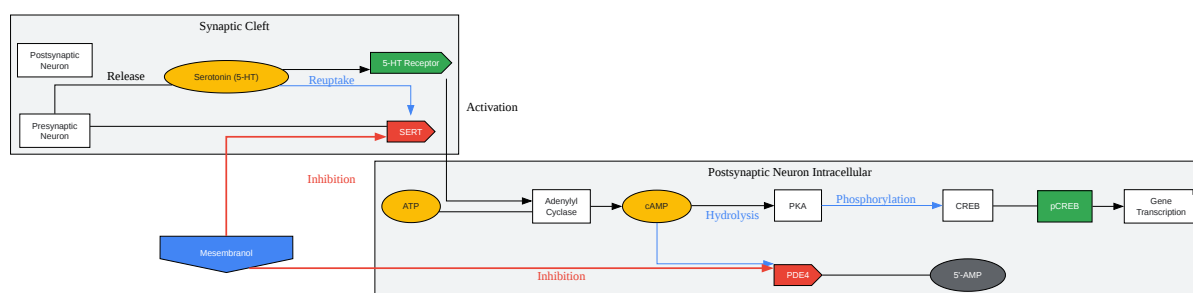 Synaptic Cleft
Postsynaptic
Neuron
Release
Serotonin (5-HT)
5-HT Receptor
Reuptake
Activation
Presynaptic
Neuron
SERT
Inhibition
Postsynaptic Neuron Intracellular
ATP
Adenylyl
Cyclase
cAMP
Hydrolysis
PKA
Phosphorylation
CREB
pCREB
Gene
Transcription
Mesembranol
Inhibition
PDE4
5'-AMP